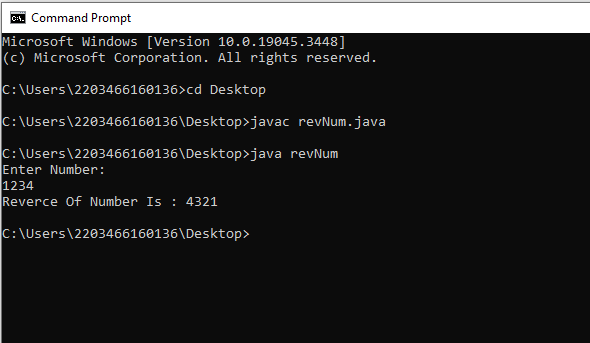 Command Prompt
Microsoft Windows [Version 10.0.19045.3448]
(c) Microsoft Corporation. All rights reserved.
C:\Users\2203466160136>cd Desktop
C:\Users\2203466160136\Desktop>javac revNum.java
C:\Users\2203466160136\Desktop>java revNum
Enter Number:
1234
Reverce Of Number Is : 4321
C:\Users\2203466160136\Desktop>